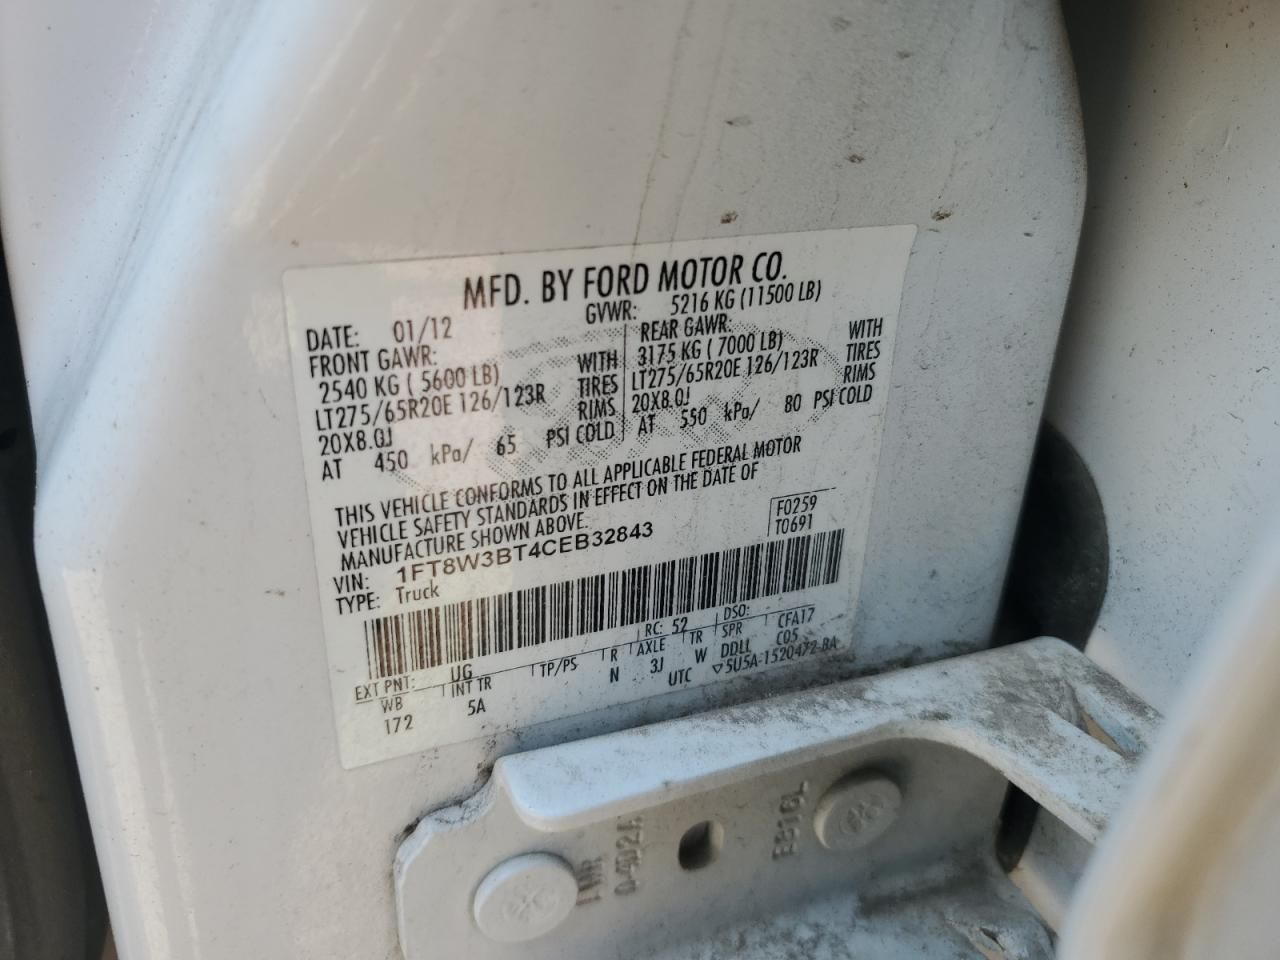 MFD. BY FORD MOTOR CO.
DATE: 01/12 GVWR: 5216 KG (11500 LB)
FRONT GAWR: REAR GAWR:
2540 KG ( 5600 LB) WITH 3175 KG ( 7000 LB) WITH
LT275/65R20E 126/123R TIRES LT275/65R20E 126/123R TIRES
20X8.0J RIMS 20X8.0J RIMS
AT 450 kPa/ 65 PSI COLD AT 550 kPa/ 80 PSI COLD
THIS VEHICLE CONFORMS TO ALL APPLICABLE FEDERAL MOTOR
VEHICLE SAFETY STANDARDS IN EFFECT ON THE DATE OF
MANUFACTURE SHOWN ABOVE.
F0259
T0691
VIN: 1FT8W3BT4CEB32843
TYPE: Truck
EXT PNT: UG RC: 52 DSO:
WB INT TR TP/PS R AXLE TR SPR CFA17
172 5A N 3J W DDLL C05
UTC ▽5U5A-1520472-BA